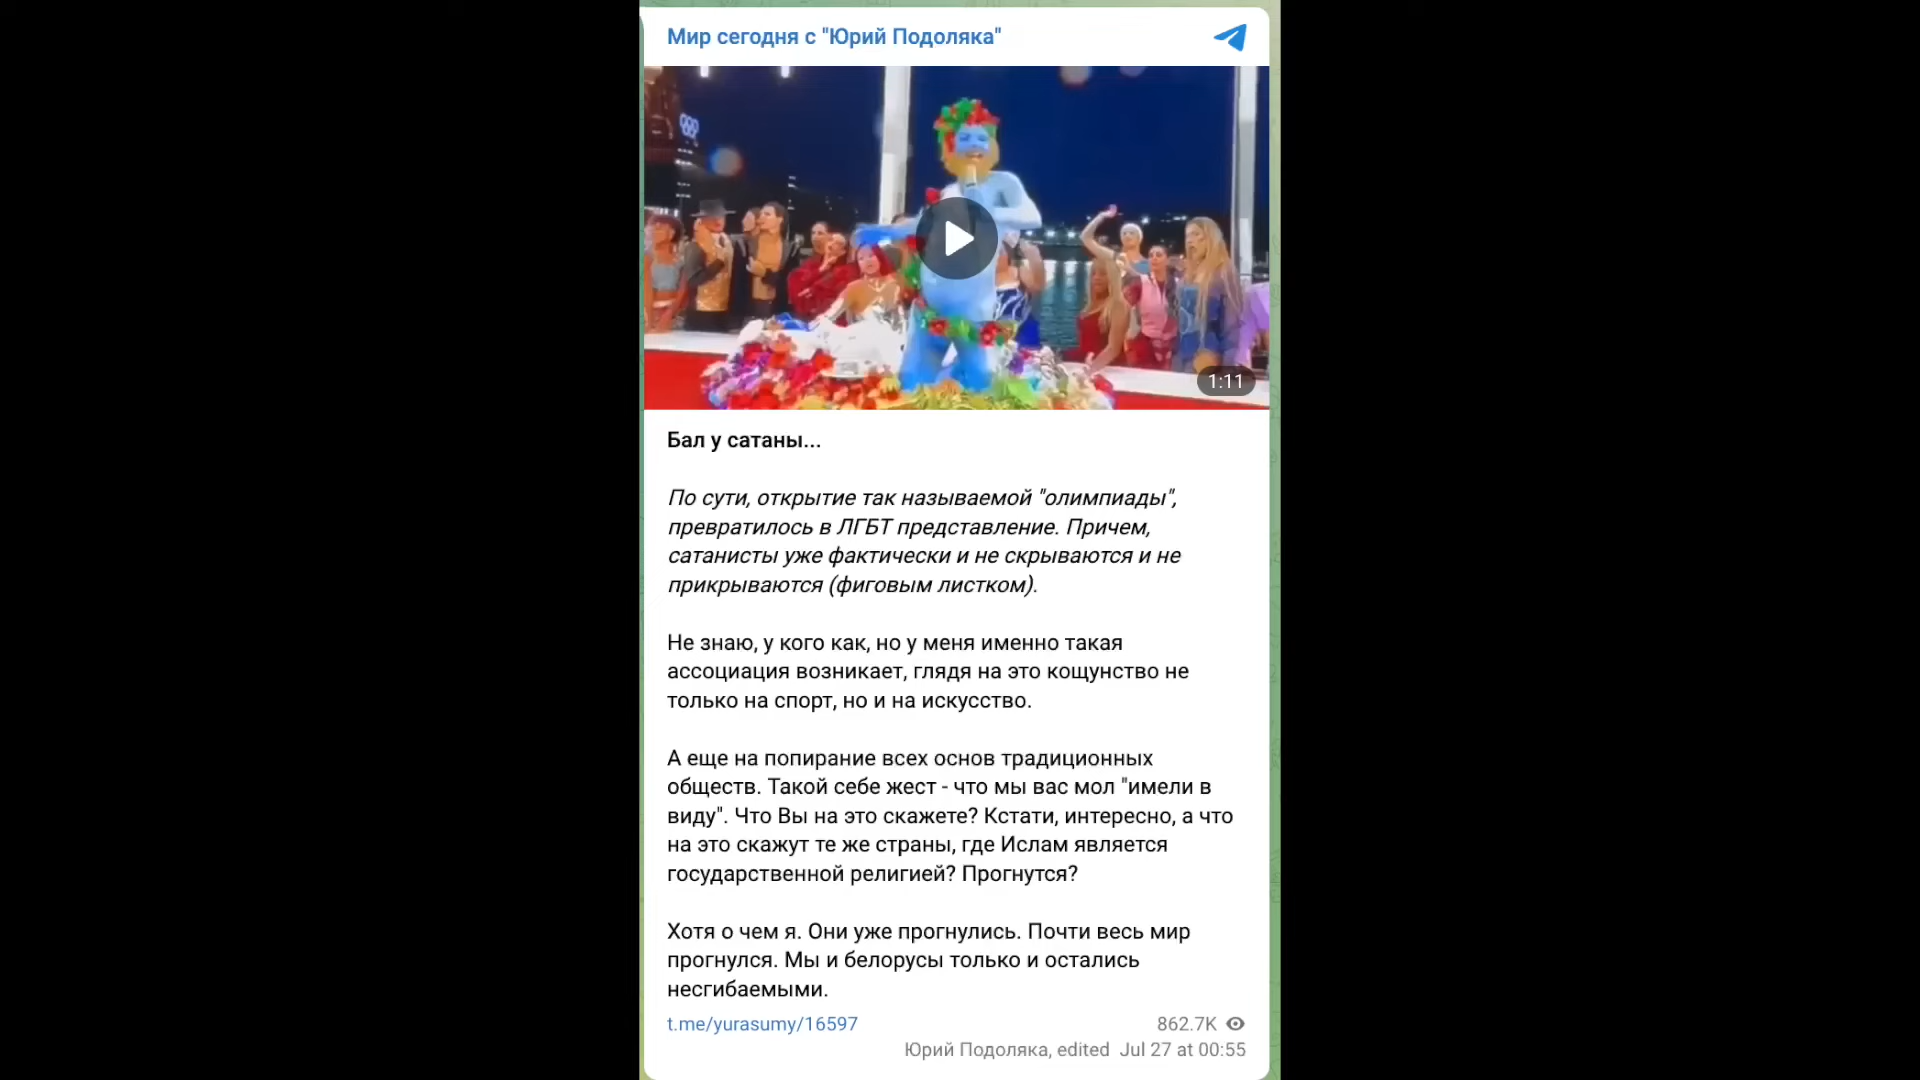 Мир сегодня с "Юрий Подоляка"
1:11
Бал у сатаны...
По сути, открытие так называемой "олимпиады",
превратилось в ЛГБТ представление. Причем,
сатанисты уже фактически и не скрываются и не
прикрываются (фиговым листком).
Не знаю, у кого как, но у меня именно такая
ассоциация возникает, глядя на это кощунство не
только на спорт, но и на искусство.
А еще на попирание всех основ традиционных
обществ. Такой себе жест - что мы вас мол "имели в
виду". Что Вы на это скажете? Кстати, интересно, а что
на это скажут те же страны, где Ислам является
государственной религией? Прогнутся?
Хотя о чем я. Они уже прогнулись. Почти весь мир
прогнулся. Мы и белорусы только и остались
несгибаемыми.
t.me/yurasumy/16597 862.7K
Юрий Подоляка, edited Jul 27 at 00:55